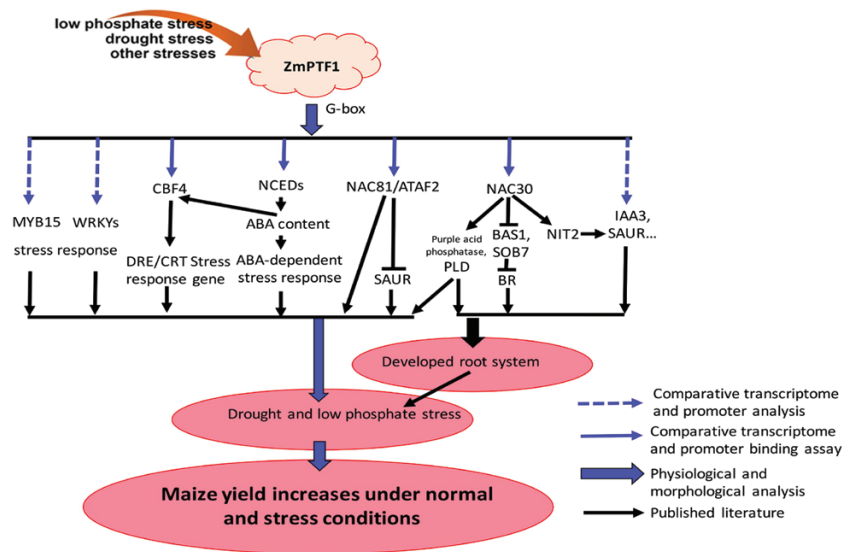 low phosphate stress
drought stress
other stresses
ZmPTF1
G-box
CBF4
NCEDs
NAC81/ATAF2
NAC30
MYB15
WRKYs
stress response
ABA content
DRE/CRT Stress
response gene
ABA-dependent
stress response
SAUR
Purple acid
phosphatase,
PLD
BAS1,
SOB7
BR
NIT2
IAA3,
SAUR...
Developed root system
Drought and low phosphate stress
Maize yield increases under normal
and stress conditions
Comparative transcriptome
and promoter analysis
Comparative transcriptome
and promoter binding assay
Physiological and
morphological analysis
Published literature